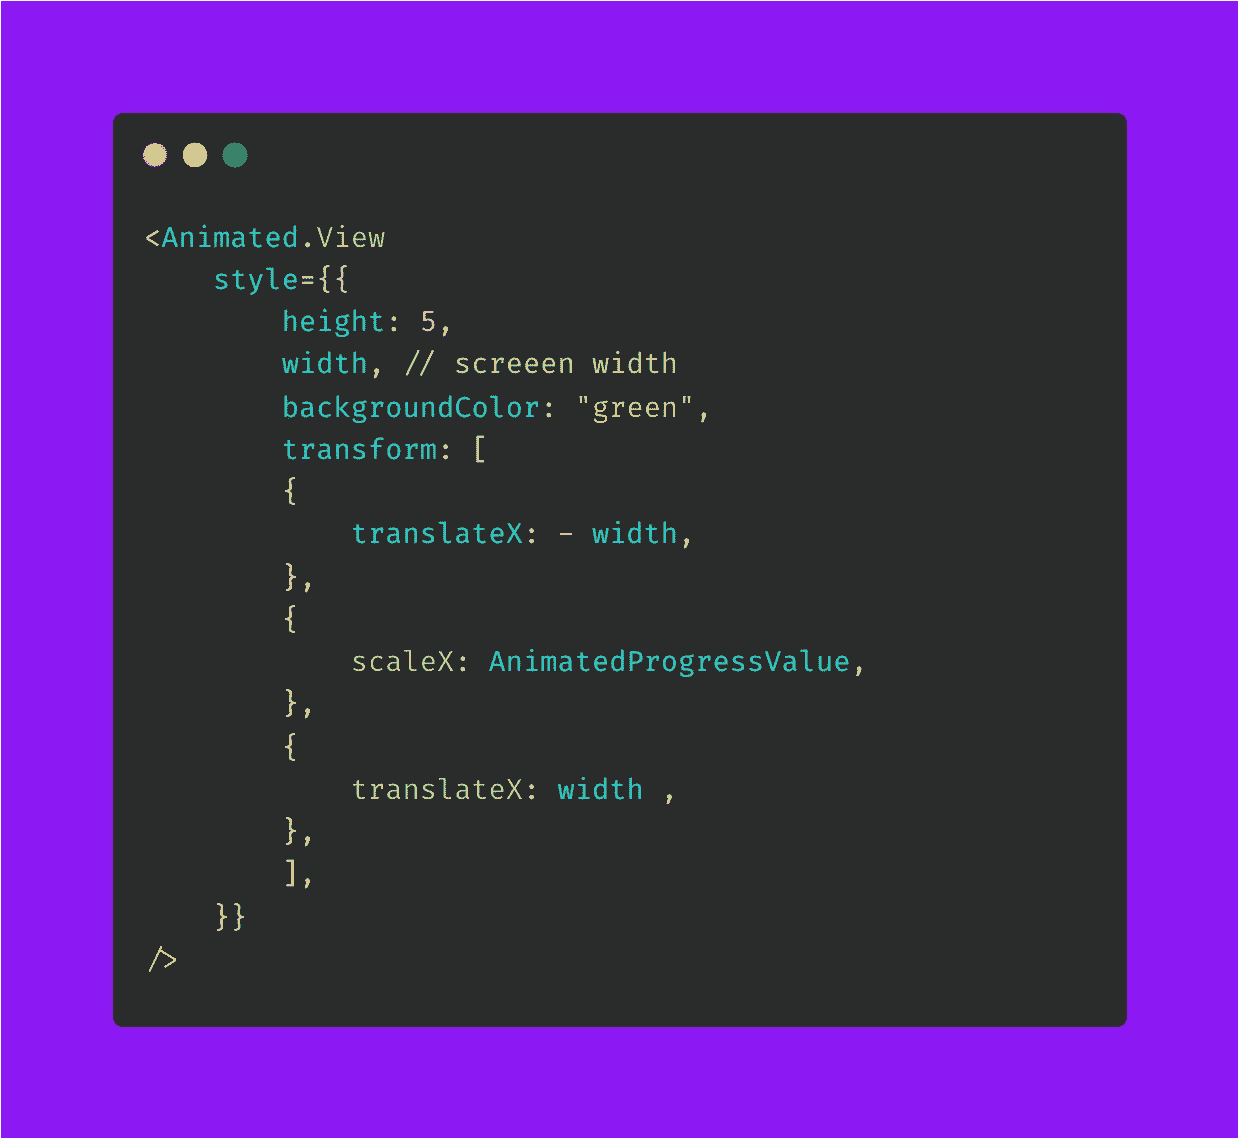 <Animated.View
    style={{
        height: 5,
        width, // screeen width
        backgroundColor: "green",
        transform: [
        {
            translateX: - width,
        },
        {
            scaleX: AnimatedProgressValue,
        },
        {
            translateX: width ,
        },
        ],
    }}
/>